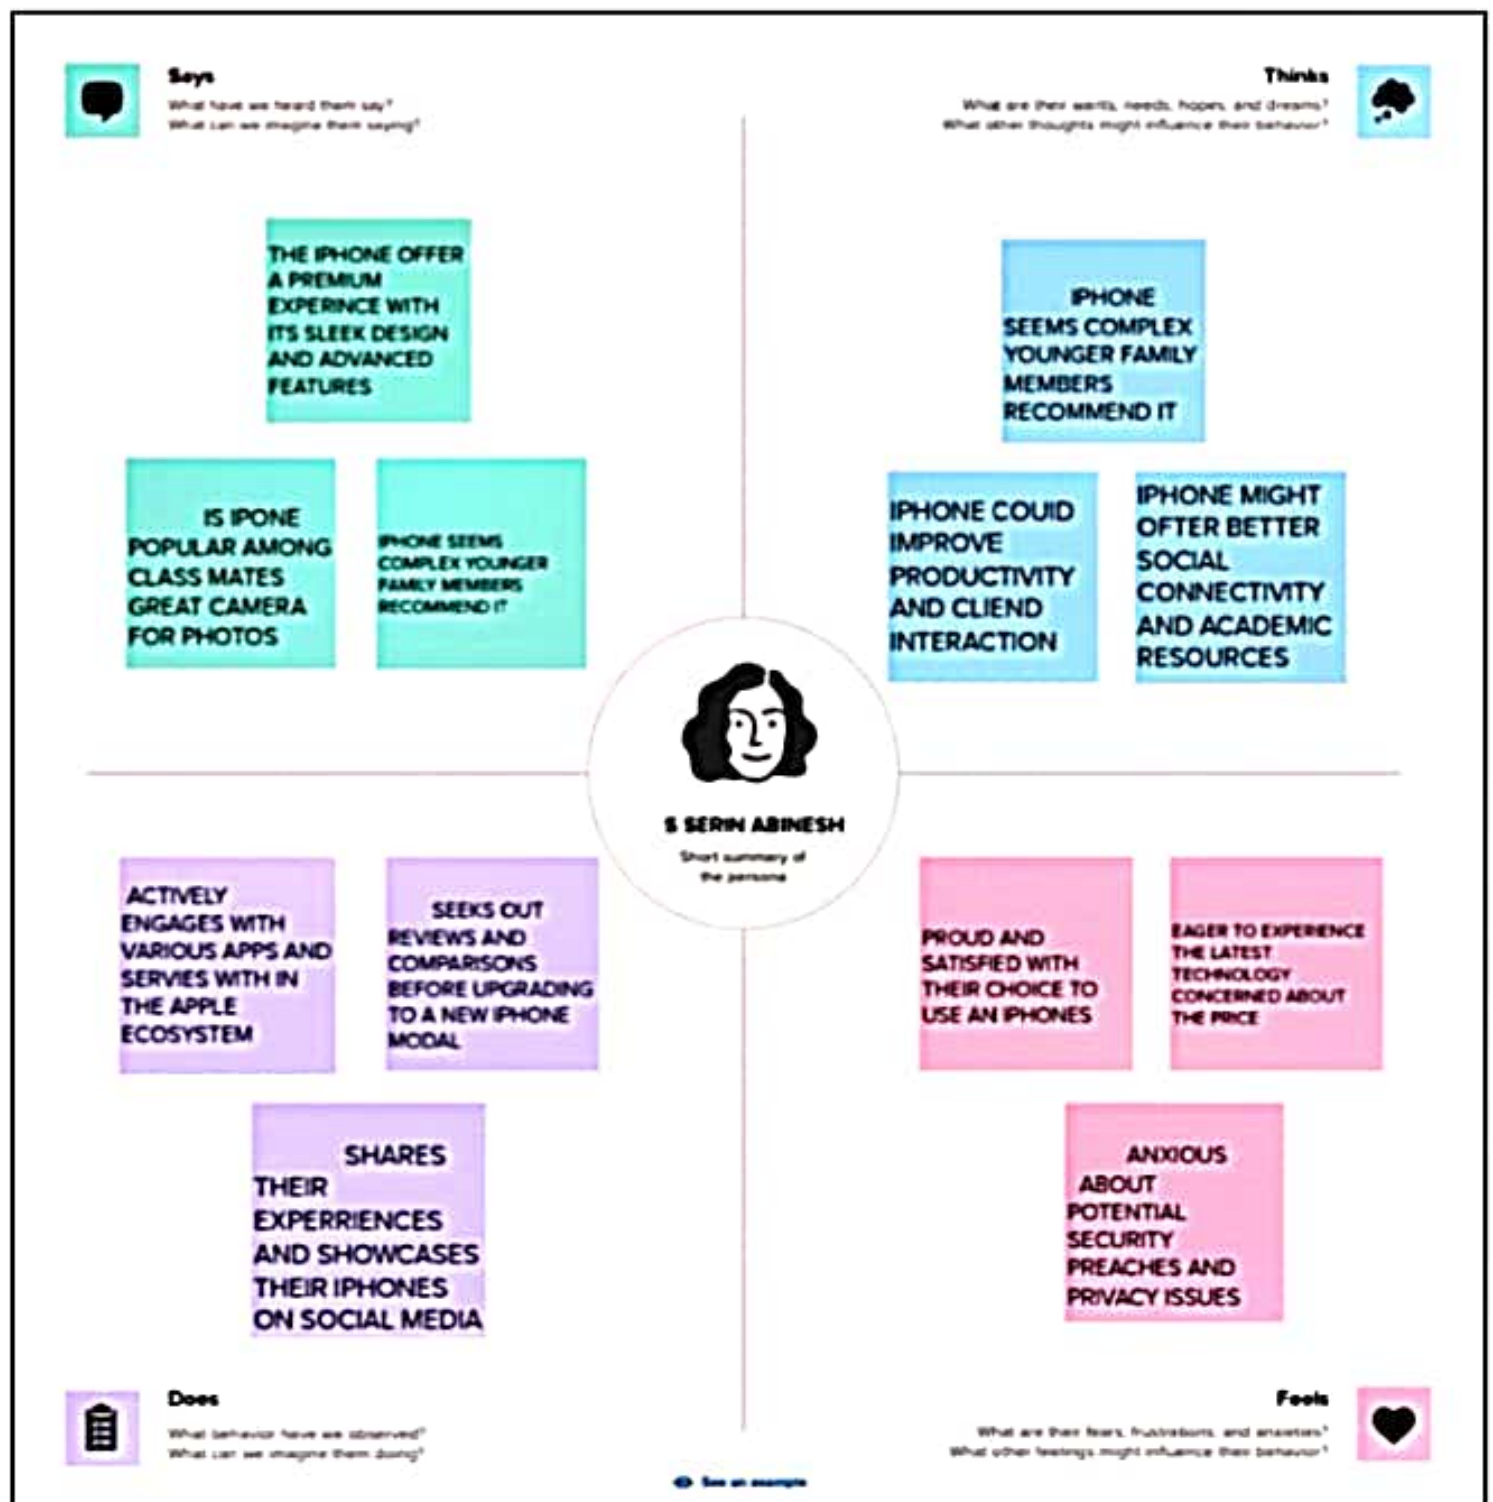 Says
What have we heard them say?
What can we imagine them saying?
Thinks
What are their wants, needs, hopes, and dreams?
What other thoughts might influence their behavior?
THE IPHONE OFFER
A PREMIUM
EXPERINCE WITH
ITS SLEEK DESIGN
AND ADVANCED
FEATURES
IS IPONE
POPULAR AMONG
CLASS MATES
GREAT CAMERA
FOR PHOTOS
IPHONE SEEMS
COMPLEX YOUNGER
FAMILY MEMBERS
RECOMMEND IT
IPHONE
SEEMS COMPLEX
YOUNGER FAMILY
MEMBERS
RECOMMEND IT
IPHONE COUID
IMPROVE
PRODUCTIVITY
AND CLIEND
INTERACTION
IPHONE MIGHT
OFTER BETTER
SOCIAL
CONNECTIVITY
AND ACADEMIC
RESOURCES
S SERIN ABINESH
Short summary of
the persona
ACTIVELY
ENGAGES WITH
VARIOUS APPS AND
SERVIES WITH IN
THE APPLE
ECOSYSTEM
SEEKS OUT
REVIEWS AND
COMPARISONS
BEFORE UPGRADING
TO A NEW IPHONE
MODAL
SHARES
THEIR
EXPERRIENCES
AND SHOWCASES
THEIR IPHONES
ON SOCIAL MEDIA
PROUD AND
SATISFIED WITH
THEIR CHOICE TO
USE AN IPHONES
EAGER TO EXPERIENCE
THE LATEST
TECHNOLOGY
CONCERNED ABOUT
THE PRICE
ANXIOUS
ABOUT
POTENTIAL
SECURITY
PREACHES AND
PRIVACY ISSUES
Does
What behavior have we observed?
What can we imagine them doing?
Feels
What are their fears, frustrations, and anxieties?
What other feelings might influence their behavior?
See an example